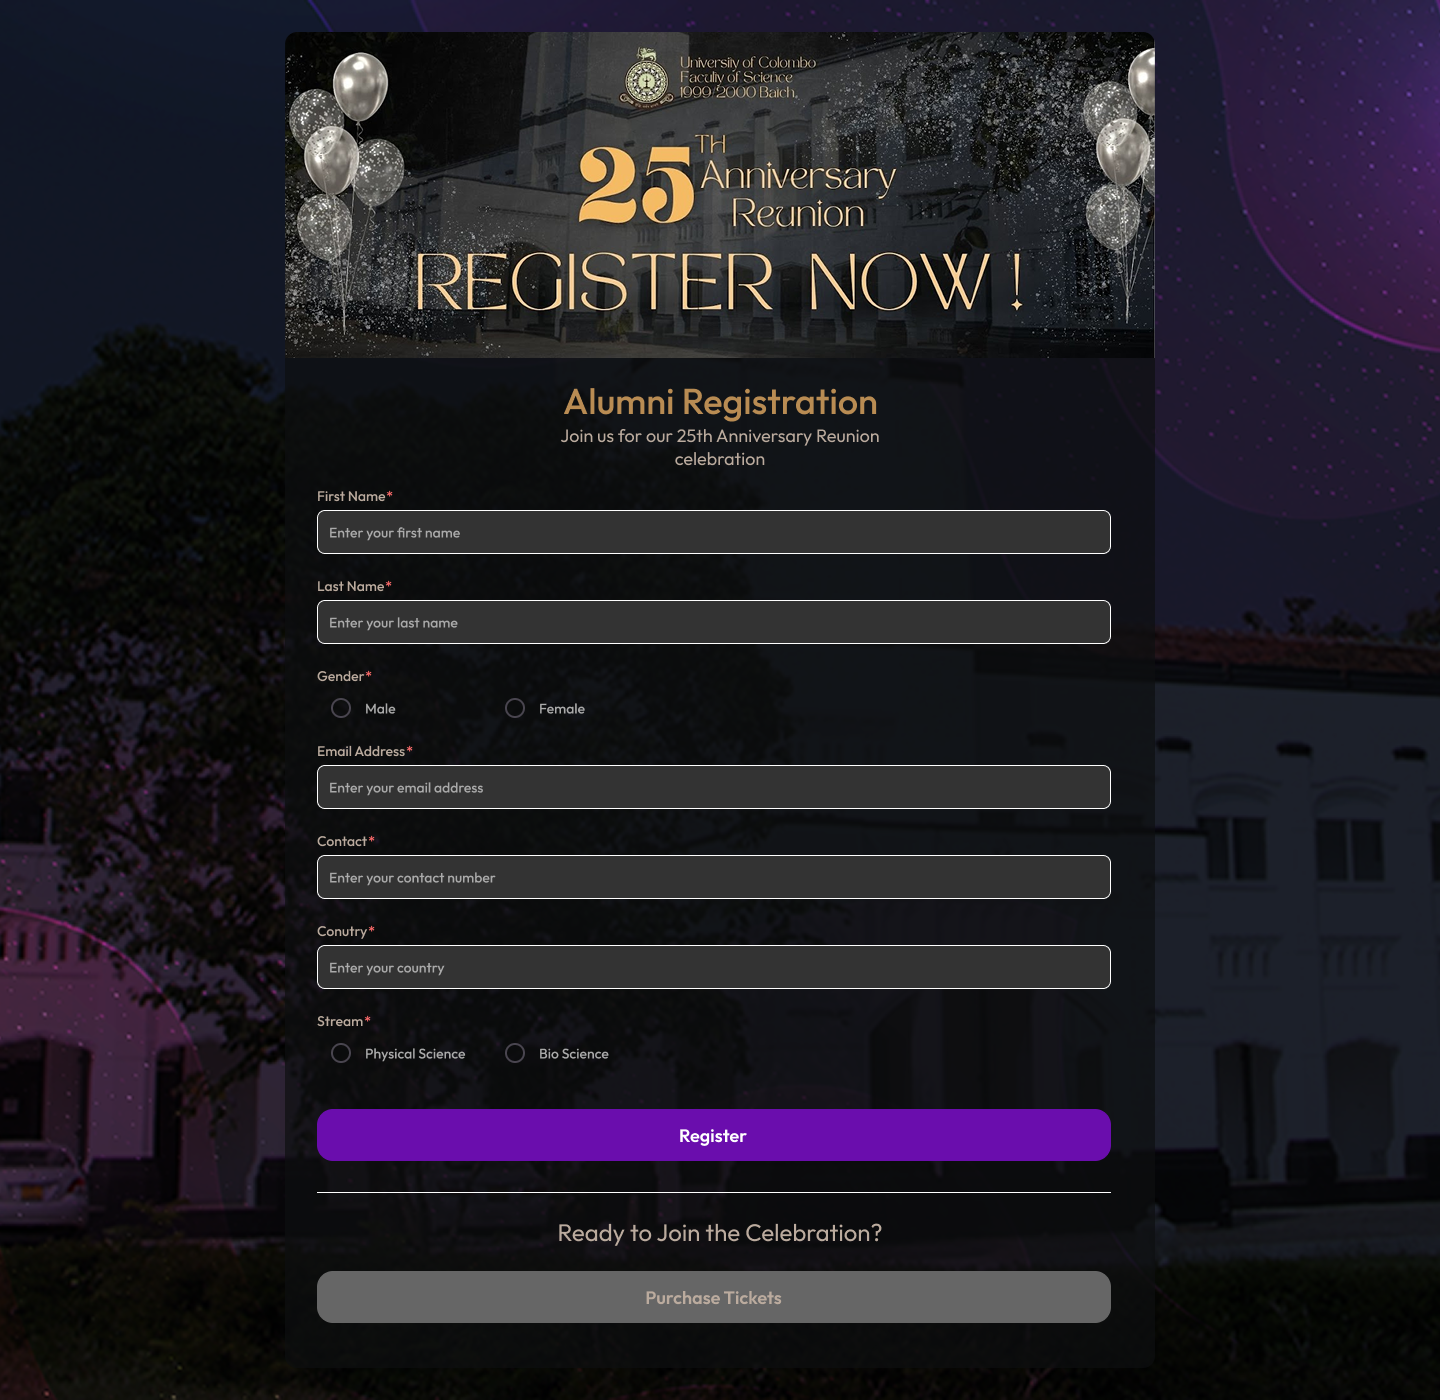 University of Colombo
Faculty of Science
1999/2000 Batch,
25TH
Anniversary
Reunion
REGISTER NOW !
Alumni Registration
Join us for our 25th Anniversary Reunion
celebration
First Name*
Enter your first name
Last Name*
Enter your last name
Gender*
Male Female
Email Address*
Enter your email address
Contact*
Enter your contact number
Conutry*
Enter your country
Stream*
Physical Science Bio Science
Register
Ready to Join the Celebration?
Purchase Tickets